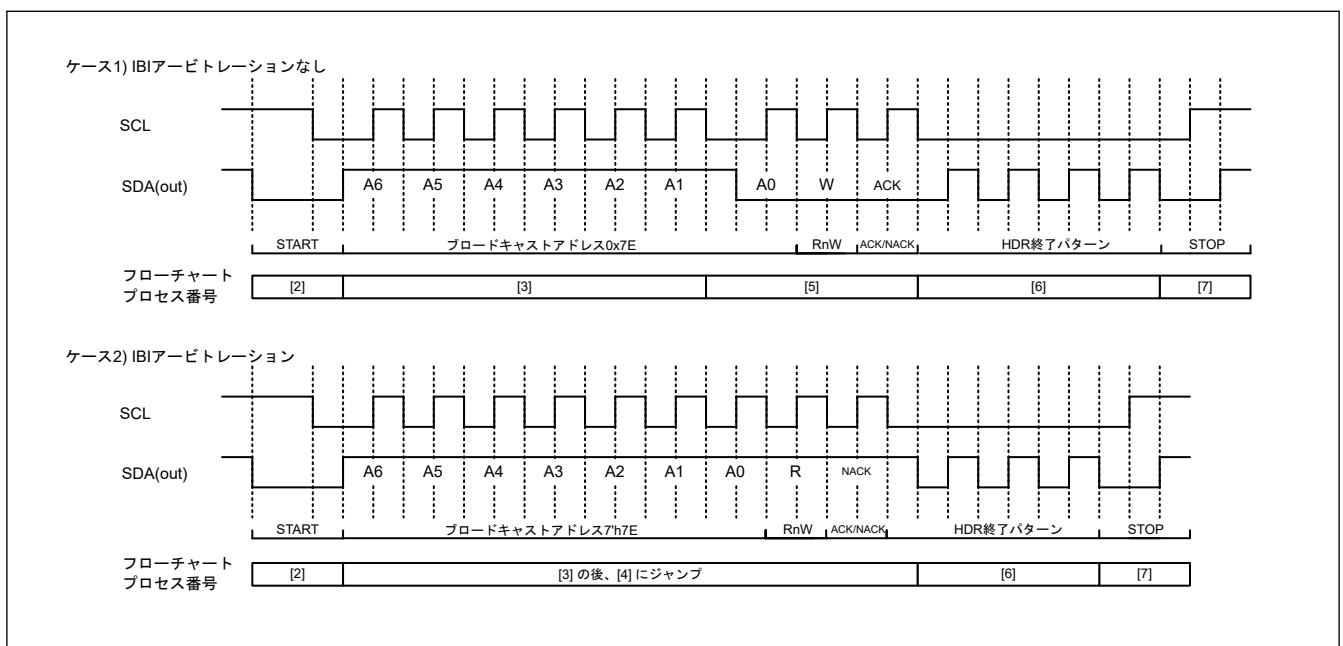 ケース1) IBIアービトレーションなし
SCL
SDA(out)
A6 A5 A4 A3 A2 A1 A0 W ACK
START ブロードキャストアドレス0x7E RnW ACK/NACK HDR終了パターン STOP
フローチャート
プロセス番号
[2] [3] [5] [6] [7]
ケース2) IBIアービトレーション
SCL
SDA(out)
A6 A5 A4 A3 A2 A1 A0 R NACK
START ブロードキャストアドレス7'h7E RnW ACK/NACK HDR終了パターン STOP
フローチャート
プロセス番号
[2] [3] の後、[4] にジャンプ [6] [7]